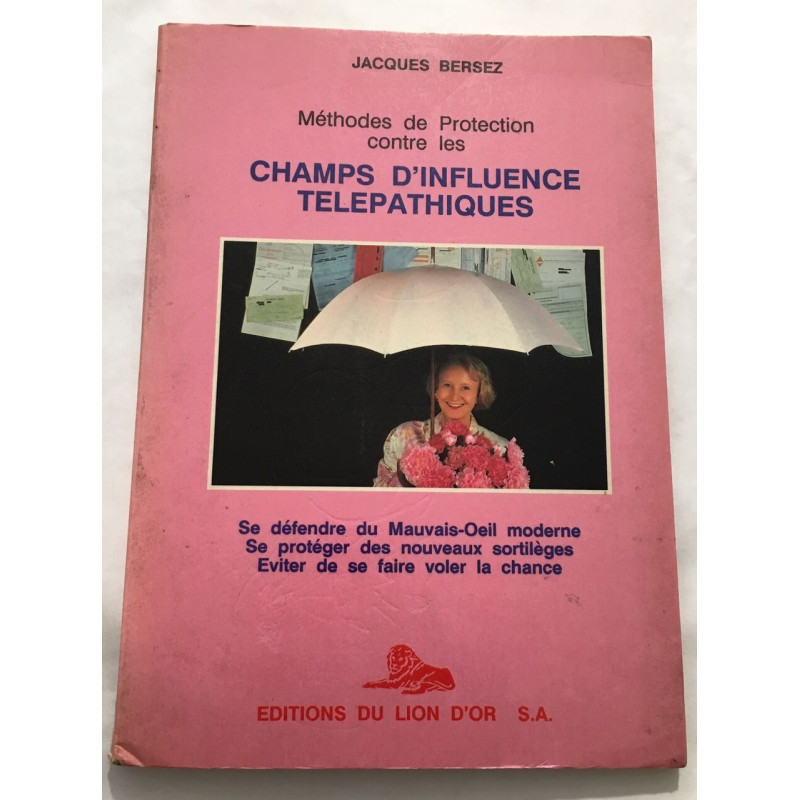 JACQUES BERSEZ
Méthodes de Protection
contre les
CHAMPS D'INFLUENCE
TELEPATHIQUES
Se défendre du Mauvais-Oeil moderne
Se protéger des nouveaux sortilèges
Eviter de se faire voler la chance
EDITIONS DU LION D'OR S.A.